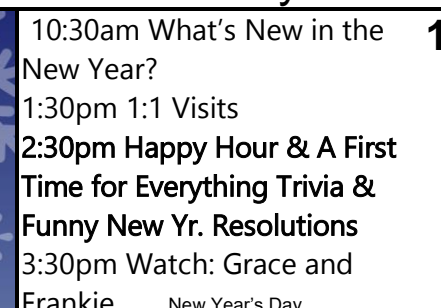 10:30am What's New in the 1
New Year?
1:30pm 1:1 Visits
2:30pm Happy Hour & A First
Time for Everything Trivia &
Funny New Yr. Resolutions
3:30pm Watch: Grace and
Frankie New Year's Day